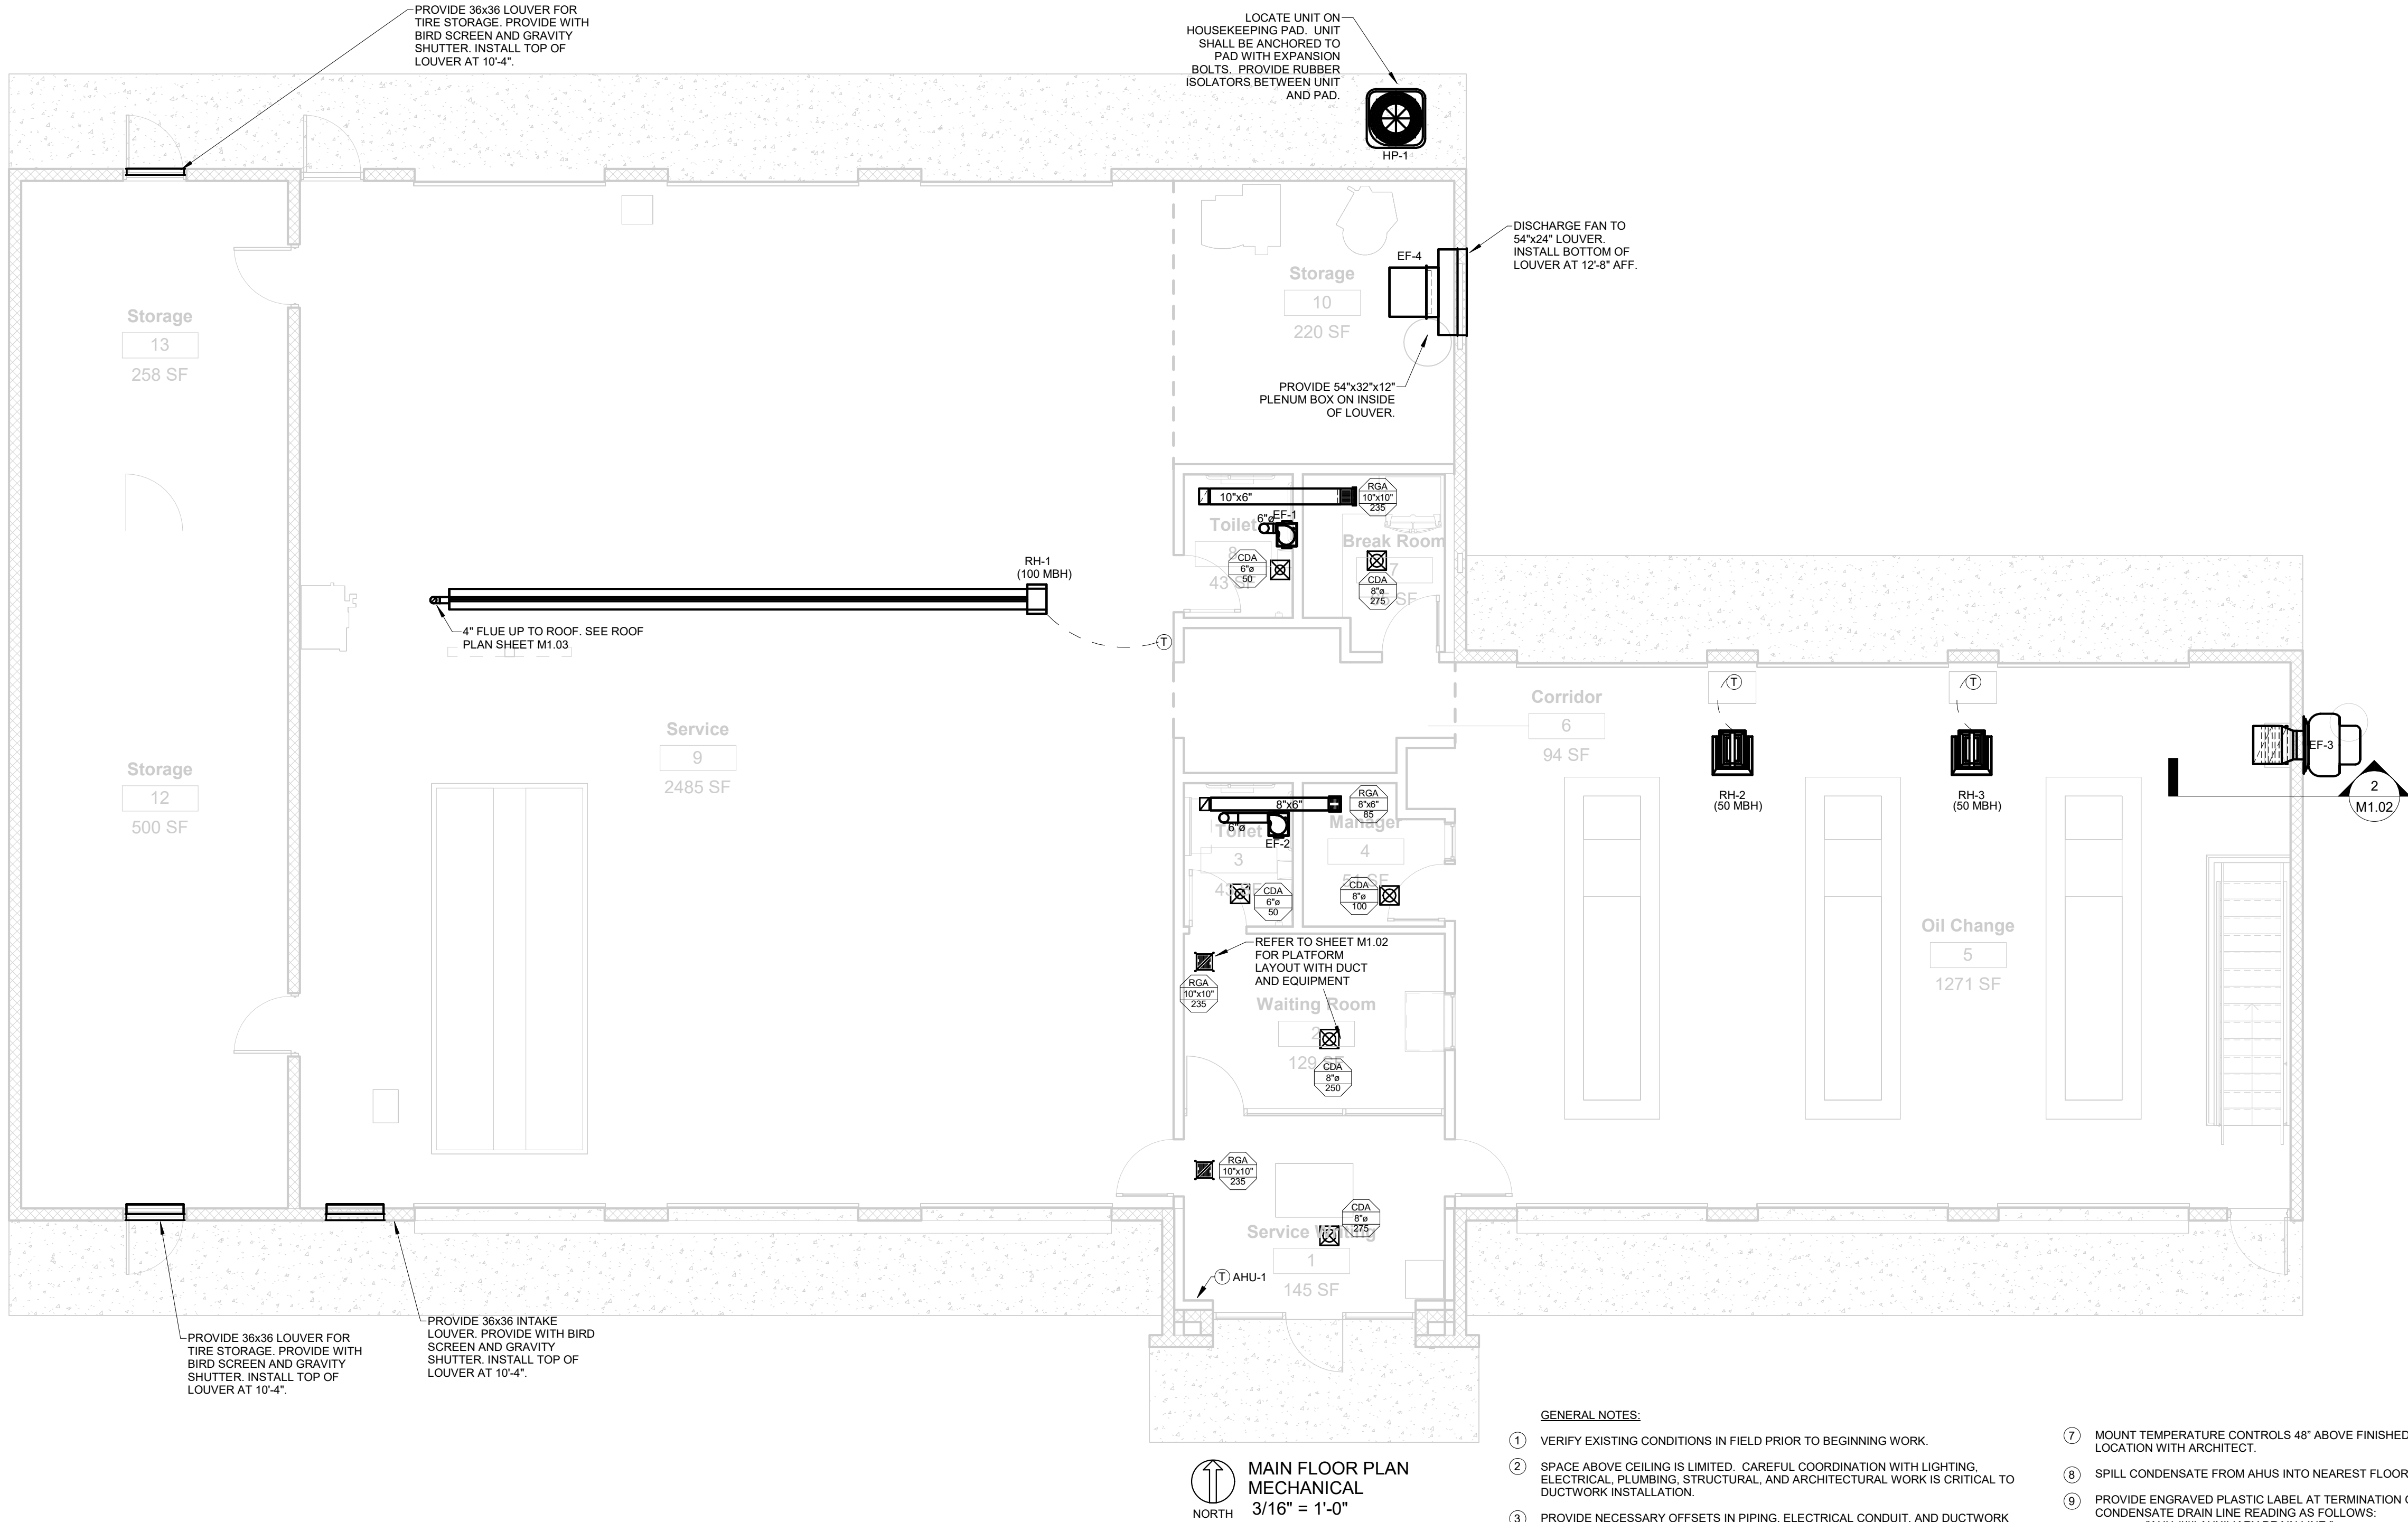 PROVIDE 36x36 LOUVER FOR
TIRE STORAGE. PROVIDE WITH
BIRD SCREEN AND GRAVITY
SHUTTER. INSTALL TOP OF
LOUVER AT 10'-4".
LOCATE UNIT ON
HOUSEKEEPING PAD. UNIT
SHALL BE ANCHORED TO
PAD WITH EXPANSION
BOLTS. PROVIDE RUBBER
ISOLATORS BETWEEN UNIT
AND PAD.
HP-1
DISCHARGE FAN TO
54"x24" LOUVER.
INSTALL BOTTOM OF
LOUVER AT 12'-8" AFF.
EF-4
Storage
10
220 SF
PROVIDE 54"x32"x12"
PLENUM BOX ON INSIDE
OF LOUVER.
Storage
13
258 SF
10"x6"
RGA
10"x10"
235
6"ø
EF-1
Toilet
8
43 SF
CDA
6"ø
50
Break Room
7
SF
CDA
8"ø
275
RH-1
(100 MBH)
4" FLUE UP TO ROOF. SEE ROOF
PLAN SHEET M1.03
T
Service
9
2485 SF
Corridor
6
94 SF
T
T
RH-2
(50 MBH)
RH-3
(50 MBH)
EF-3
2
M1.02
Storage
12
500 SF
8"x6"
RGA
8"x6"
85
6"ø
EF-2
Toilet
3
43 SF
CDA
6"ø
50
Manager
4
51 SF
CDA
8"ø
100
REFER TO SHEET M1.02
FOR PLATFORM
LAYOUT WITH DUCT
AND EQUIPMENT
RGA
10"x10"
235
Waiting Room
2
129 SF
CDA
8"ø
250
Oil Change
5
1271 SF
RGA
10"x10"
235
CDA
8"ø
275
Service Writing
1
145 SF
T AHU-1
PROVIDE 36x36 LOUVER FOR
TIRE STORAGE. PROVIDE WITH
BIRD SCREEN AND GRAVITY
SHUTTER. INSTALL TOP OF
LOUVER AT 10'-4".
PROVIDE 36x36 INTAKE
LOUVER. PROVIDE WITH BIRD
SCREEN AND GRAVITY
SHUTTER. INSTALL TOP OF
LOUVER AT 10'-4".
NORTH
MAIN FLOOR PLAN
MECHANICAL
3/16" = 1'-0"
GENERAL NOTES:
1 VERIFY EXISTING CONDITIONS IN FIELD PRIOR TO BEGINNING WORK.
2 SPACE ABOVE CEILING IS LIMITED. CAREFUL COORDINATION WITH LIGHTING,
ELECTRICAL, PLUMBING, STRUCTURAL, AND ARCHITECTURAL WORK IS CRITICAL TO
DUCTWORK INSTALLATION.
3 PROVIDE NECESSARY OFFSETS IN PIPING, ELECTRICAL CONDUIT, AND DUCTWORK
7 MOUNT TEMPERATURE CONTROLS 48" ABOVE FINISHED
LOCATION WITH ARCHITECT.
8 SPILL CONDENSATE FROM AHUS INTO NEAREST FLOOR
9 PROVIDE ENGRAVED PLASTIC LABEL AT TERMINATION
CONDENSATE DRAIN LINE READING AS FOLLOWS: